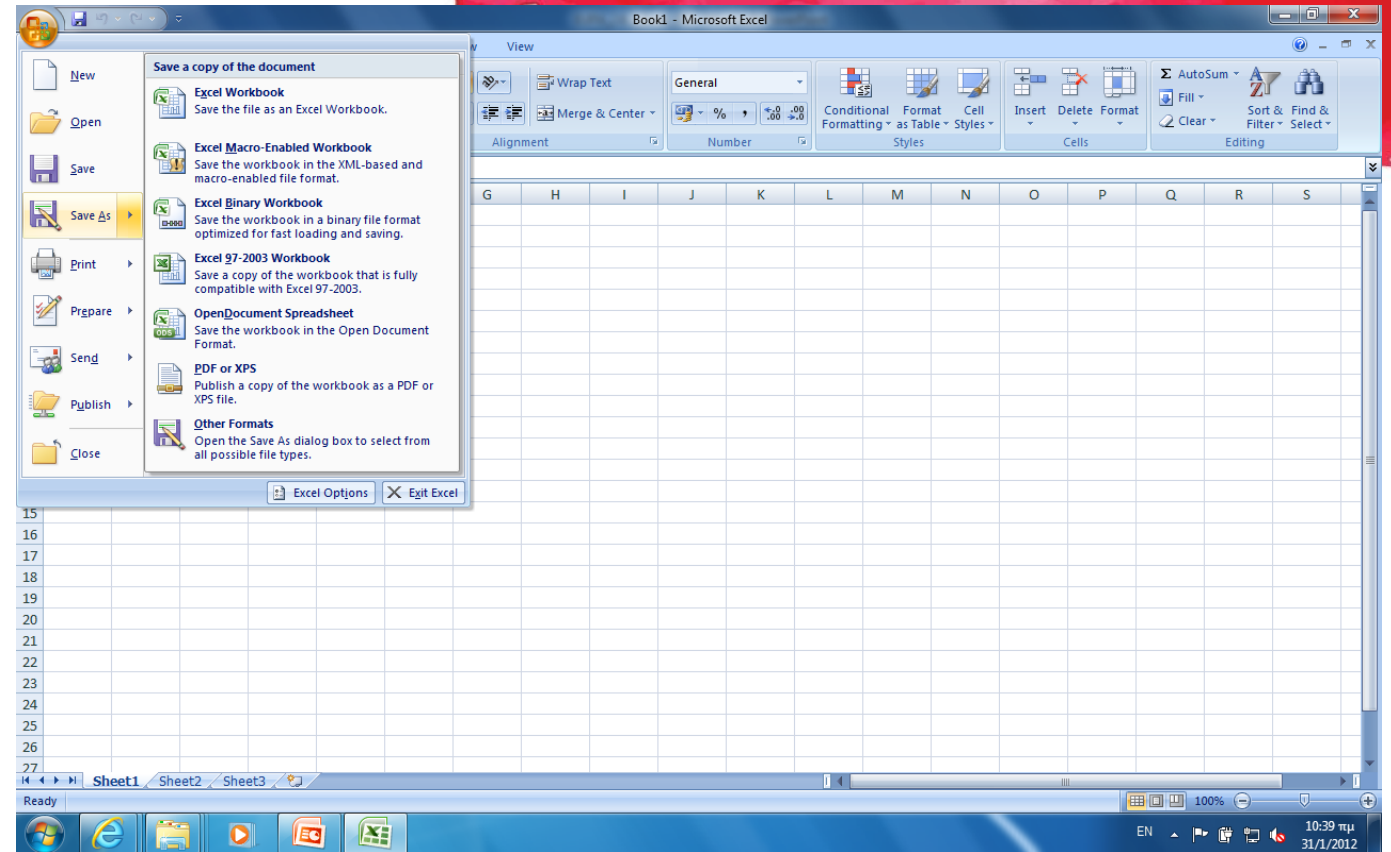 Book1 - Microsoft Excel
View
New
Open
Save
Save As
Print
Prepare
Send
Publish
Close
Save a copy of the document
Excel Workbook
Save the file as an Excel Workbook.
Excel Macro-Enabled Workbook
Save the workbook in the XML-based and
macro-enabled file format.
Excel Binary Workbook
Save the workbook in a binary file format
optimized for fast loading and saving.
Excel 97-2003 Workbook
Save a copy of the workbook that is fully
compatible with Excel 97-2003.
OpenDocument Spreadsheet
Save the workbook in the Open Document
Format.
PDF or XPS
Publish a copy of the workbook as a PDF or
XPS file.
Other Formats
Open the Save As dialog box to select from
all possible file types.
Excel Options Exit Excel
Wrap Text
Merge & Center
Alignment
General
% , .0 .00 .00 .0
Number
Conditional Formatting
Format as Table
Cell Styles
Styles
Insert Delete Format
Cells
Σ AutoSum
Fill
Clear
Sort & Filter
Find & Select
Editing
G H I J K L M N O P Q R S
15
16
17
18
19
20
21
22
23
24
25
26
27
Sheet1 Sheet2 Sheet3
Ready
100%
EN
10:39 πμ
31/1/2012